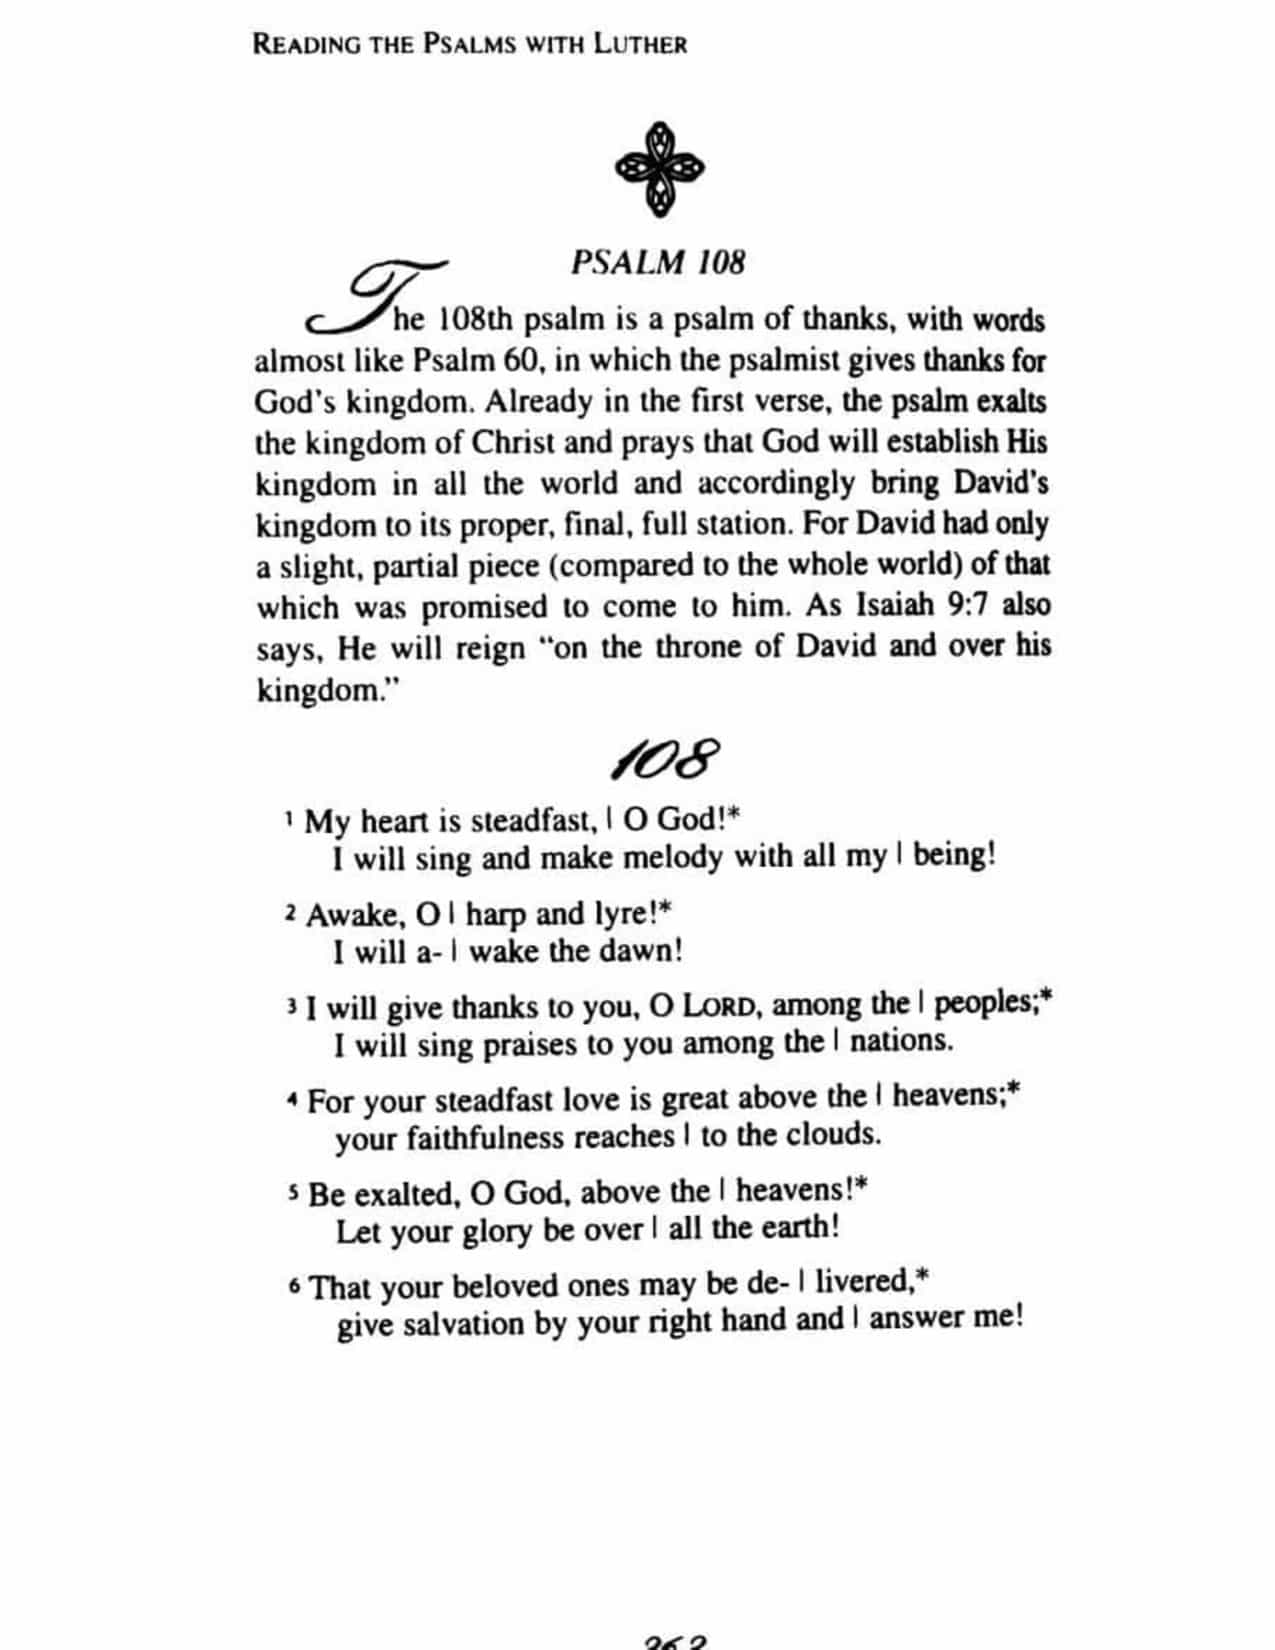 READING THE PSALMS WITH LUTHER
PSALM 108
The 108th psalm is a psalm of thanks, with words
almost like Psalm 60, in which the psalmist gives thanks for
God's kingdom. Already in the first verse, the psalm exalts
the kingdom of Christ and prays that God will establish His
kingdom in all the world and accordingly bring David's
kingdom to its proper, final, full station. For David had only
a slight, partial piece (compared to the whole world) of that
which was promised to come to him. As Isaiah 9:7 also
says, He will reign “on the throne of David and over his
kingdom.”
108
1 My heart is steadfast, | O God!*
I will sing and make melody with all my | being!
2 Awake, O | harp and lyre!*
I will a- | wake the dawn!
3 I will give thanks to you, O LORD, among the | peoples;*
I will sing praises to you among the | nations.
4 For your steadfast love is great above the | heavens;*
your faithfulness reaches | to the clouds.
5 Be exalted, O God, above the | heavens!*
Let your glory be over | all the earth!
6 That your beloved ones may be de- | livered,*
give salvation by your right hand and | answer me!